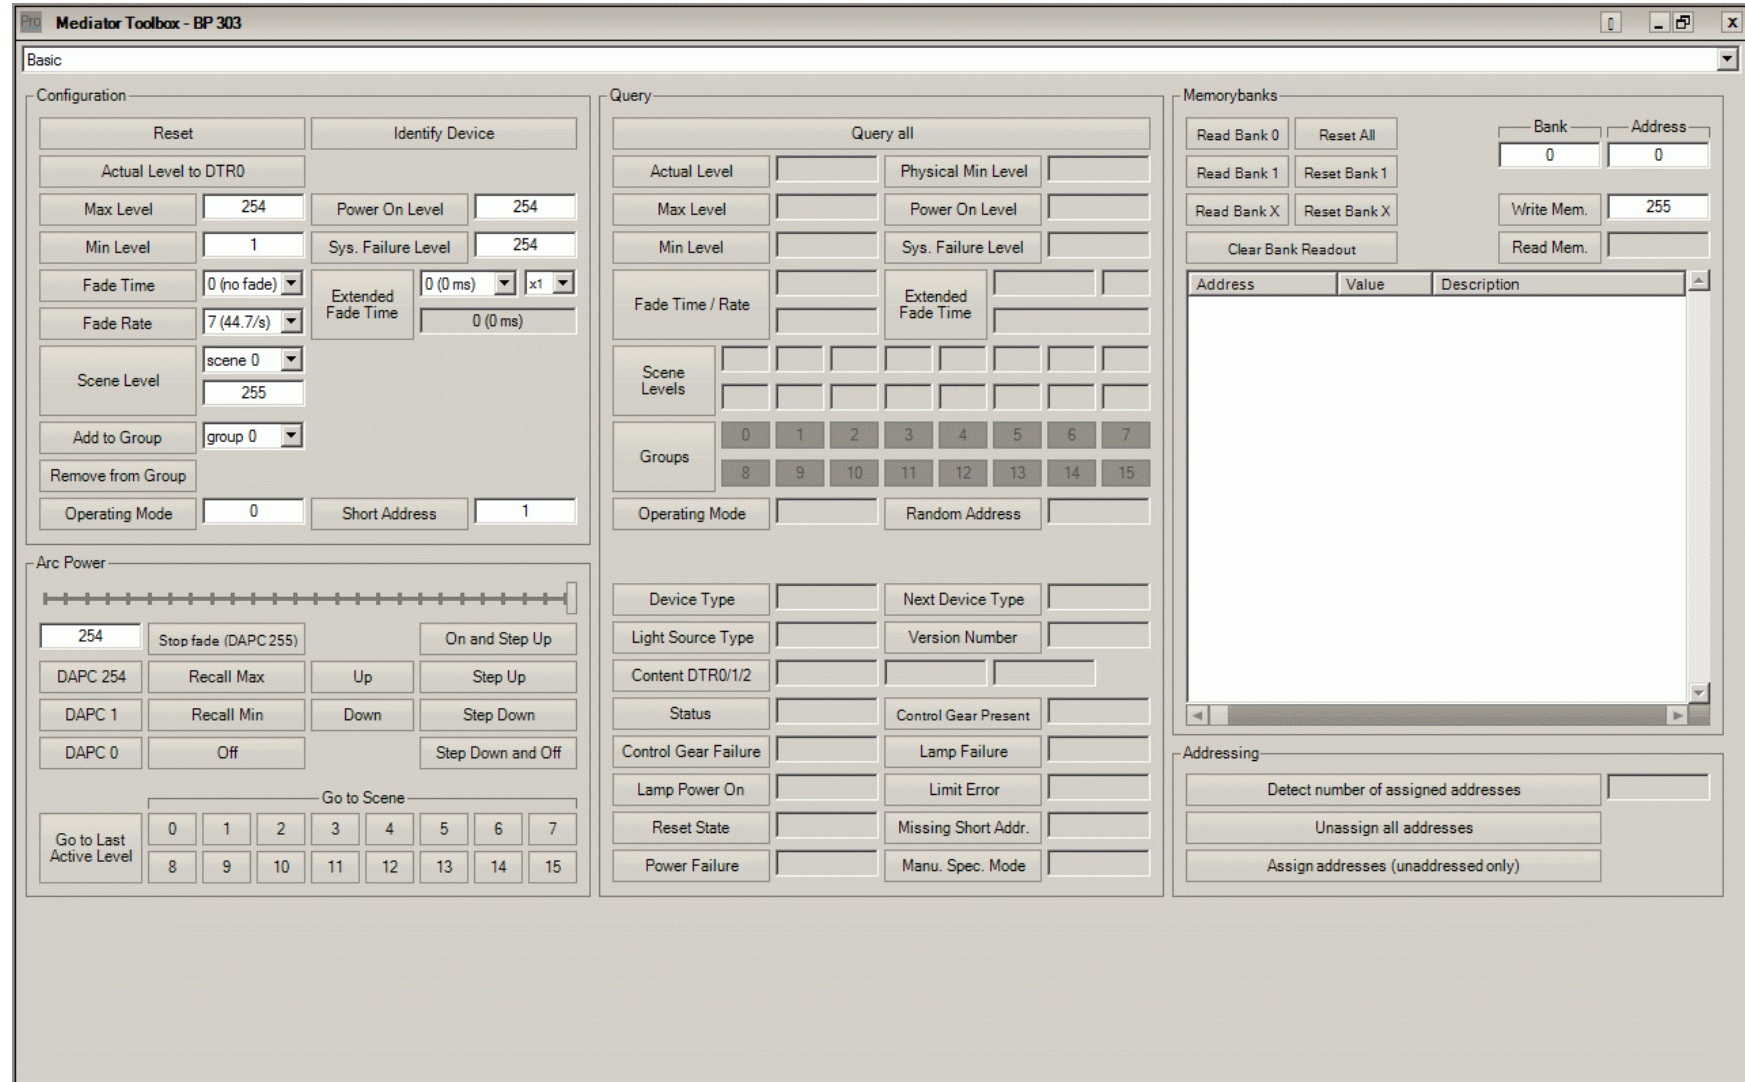 Pro Mediator Toolbox - BP 303
Basic
Configuration
Reset Identify Device
Actual Level to DTR0
Max Level 254 Power On Level 254
Min Level 1 Sys. Failure Level 254
Fade Time 0 (no fade) Extended Fade Time 0 (0 ms) x1
Fade Rate 7 (44.7/s) 0 (0 ms)
Scene Level scene 0
255
Add to Group group 0
Remove from Group
Operating Mode 0 Short Address 1
Arc Power
254 Stop fade (DAPC 255) On and Step Up
DAPC 254 Recall Max Up Step Up
DAPC 1 Recall Min Down Step Down
DAPC 0 Off Step Down and Off
Go to Scene
Go to Last
Active Level
0 1 2 3 4 5 6 7
8 9 10 11 12 13 14 15
Query
Query all
Actual Level Physical Min Level
Max Level Power On Level
Min Level Sys. Failure Level
Fade Time / Rate Extended
Fade Time
Scene
Levels
Groups
0 1 2 3 4 5 6 7
8 9 10 11 12 13 14 15
Operating Mode Random Address
Device Type Next Device Type
Light Source Type Version Number
Content DTR0/1/2
Status Control Gear Present
Control Gear Failure Lamp Failure
Lamp Power On Limit Error
Reset State Missing Short Addr.
Power Failure Manu. Spec. Mode
Memorybanks
Read Bank 0 Reset All Bank Address
0 0
Read Bank 1 Reset Bank 1
Read Bank X Reset Bank X Write Mem. 255
Clear Bank Readout Read Mem.
Address Value Description
Addressing
Detect number of assigned addresses
Unassign all addresses
Assign addresses (unaddressed only)